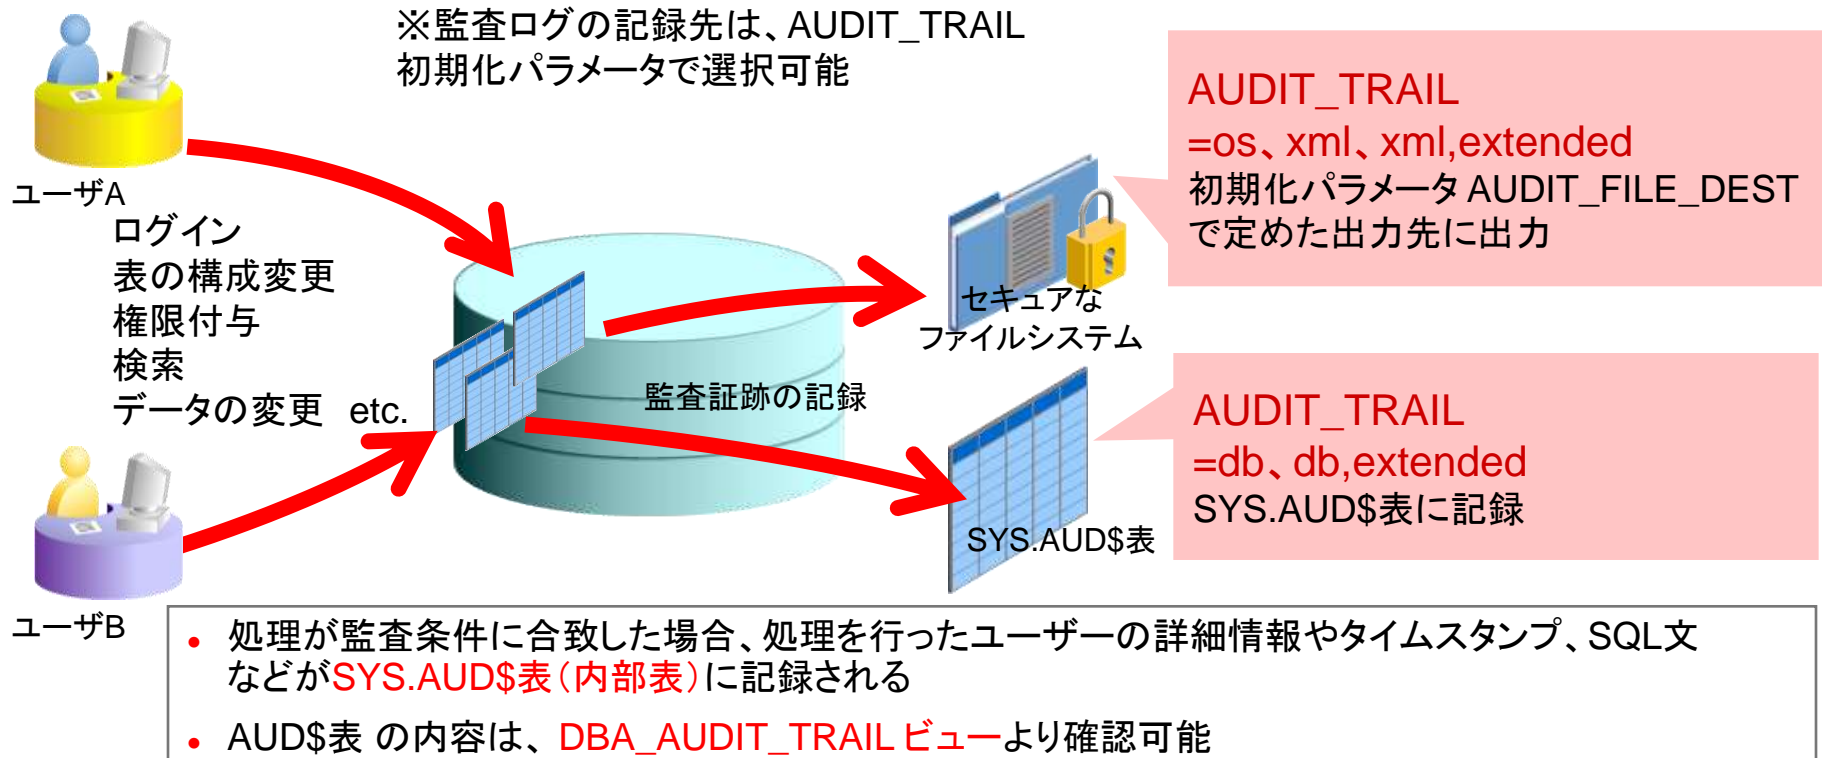 ※監査ログの記録先は、AUDIT_TRAIL
初期化パラメータで選択可能
ユーザA
ログイン
表の構成変更
権限付与
検索
データの変更 etc.
ユーザB
監査証跡の記録
セキュアな
ファイルシステム
SYS.AUD$表
AUDIT_TRAIL
=os、xml、xml,extended
初期化パラメータ AUDIT_FILE_DEST
で定めた出力先に出力
AUDIT_TRAIL
=db、db,extended
SYS.AUD$表に記録
● 処理が監査条件に合致した場合、処理を行ったユーザーの詳細情報やタイムスタンプ、SQL文
などがSYS.AUD$表(内部表)に記録される
● AUD$表 の内容は、DBA_AUDIT_TRAIL ビューより確認可能